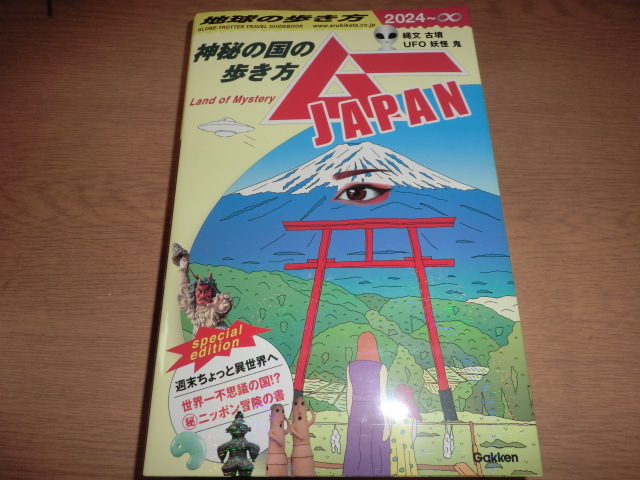 地球の歩き方
GLOBE-TROTTER TRAVEL GUIDEBOOK
www.arukikata.co.jp
2024~∞
縄文 古墳
UFO 妖怪 鬼
神秘の国の
歩き方
Land of Mystery
ムー
JAPAN
special
edition
週末ちょっと異世界へ
世界一不思議の国!?
㊙ニッポン冒険の書
Gakken